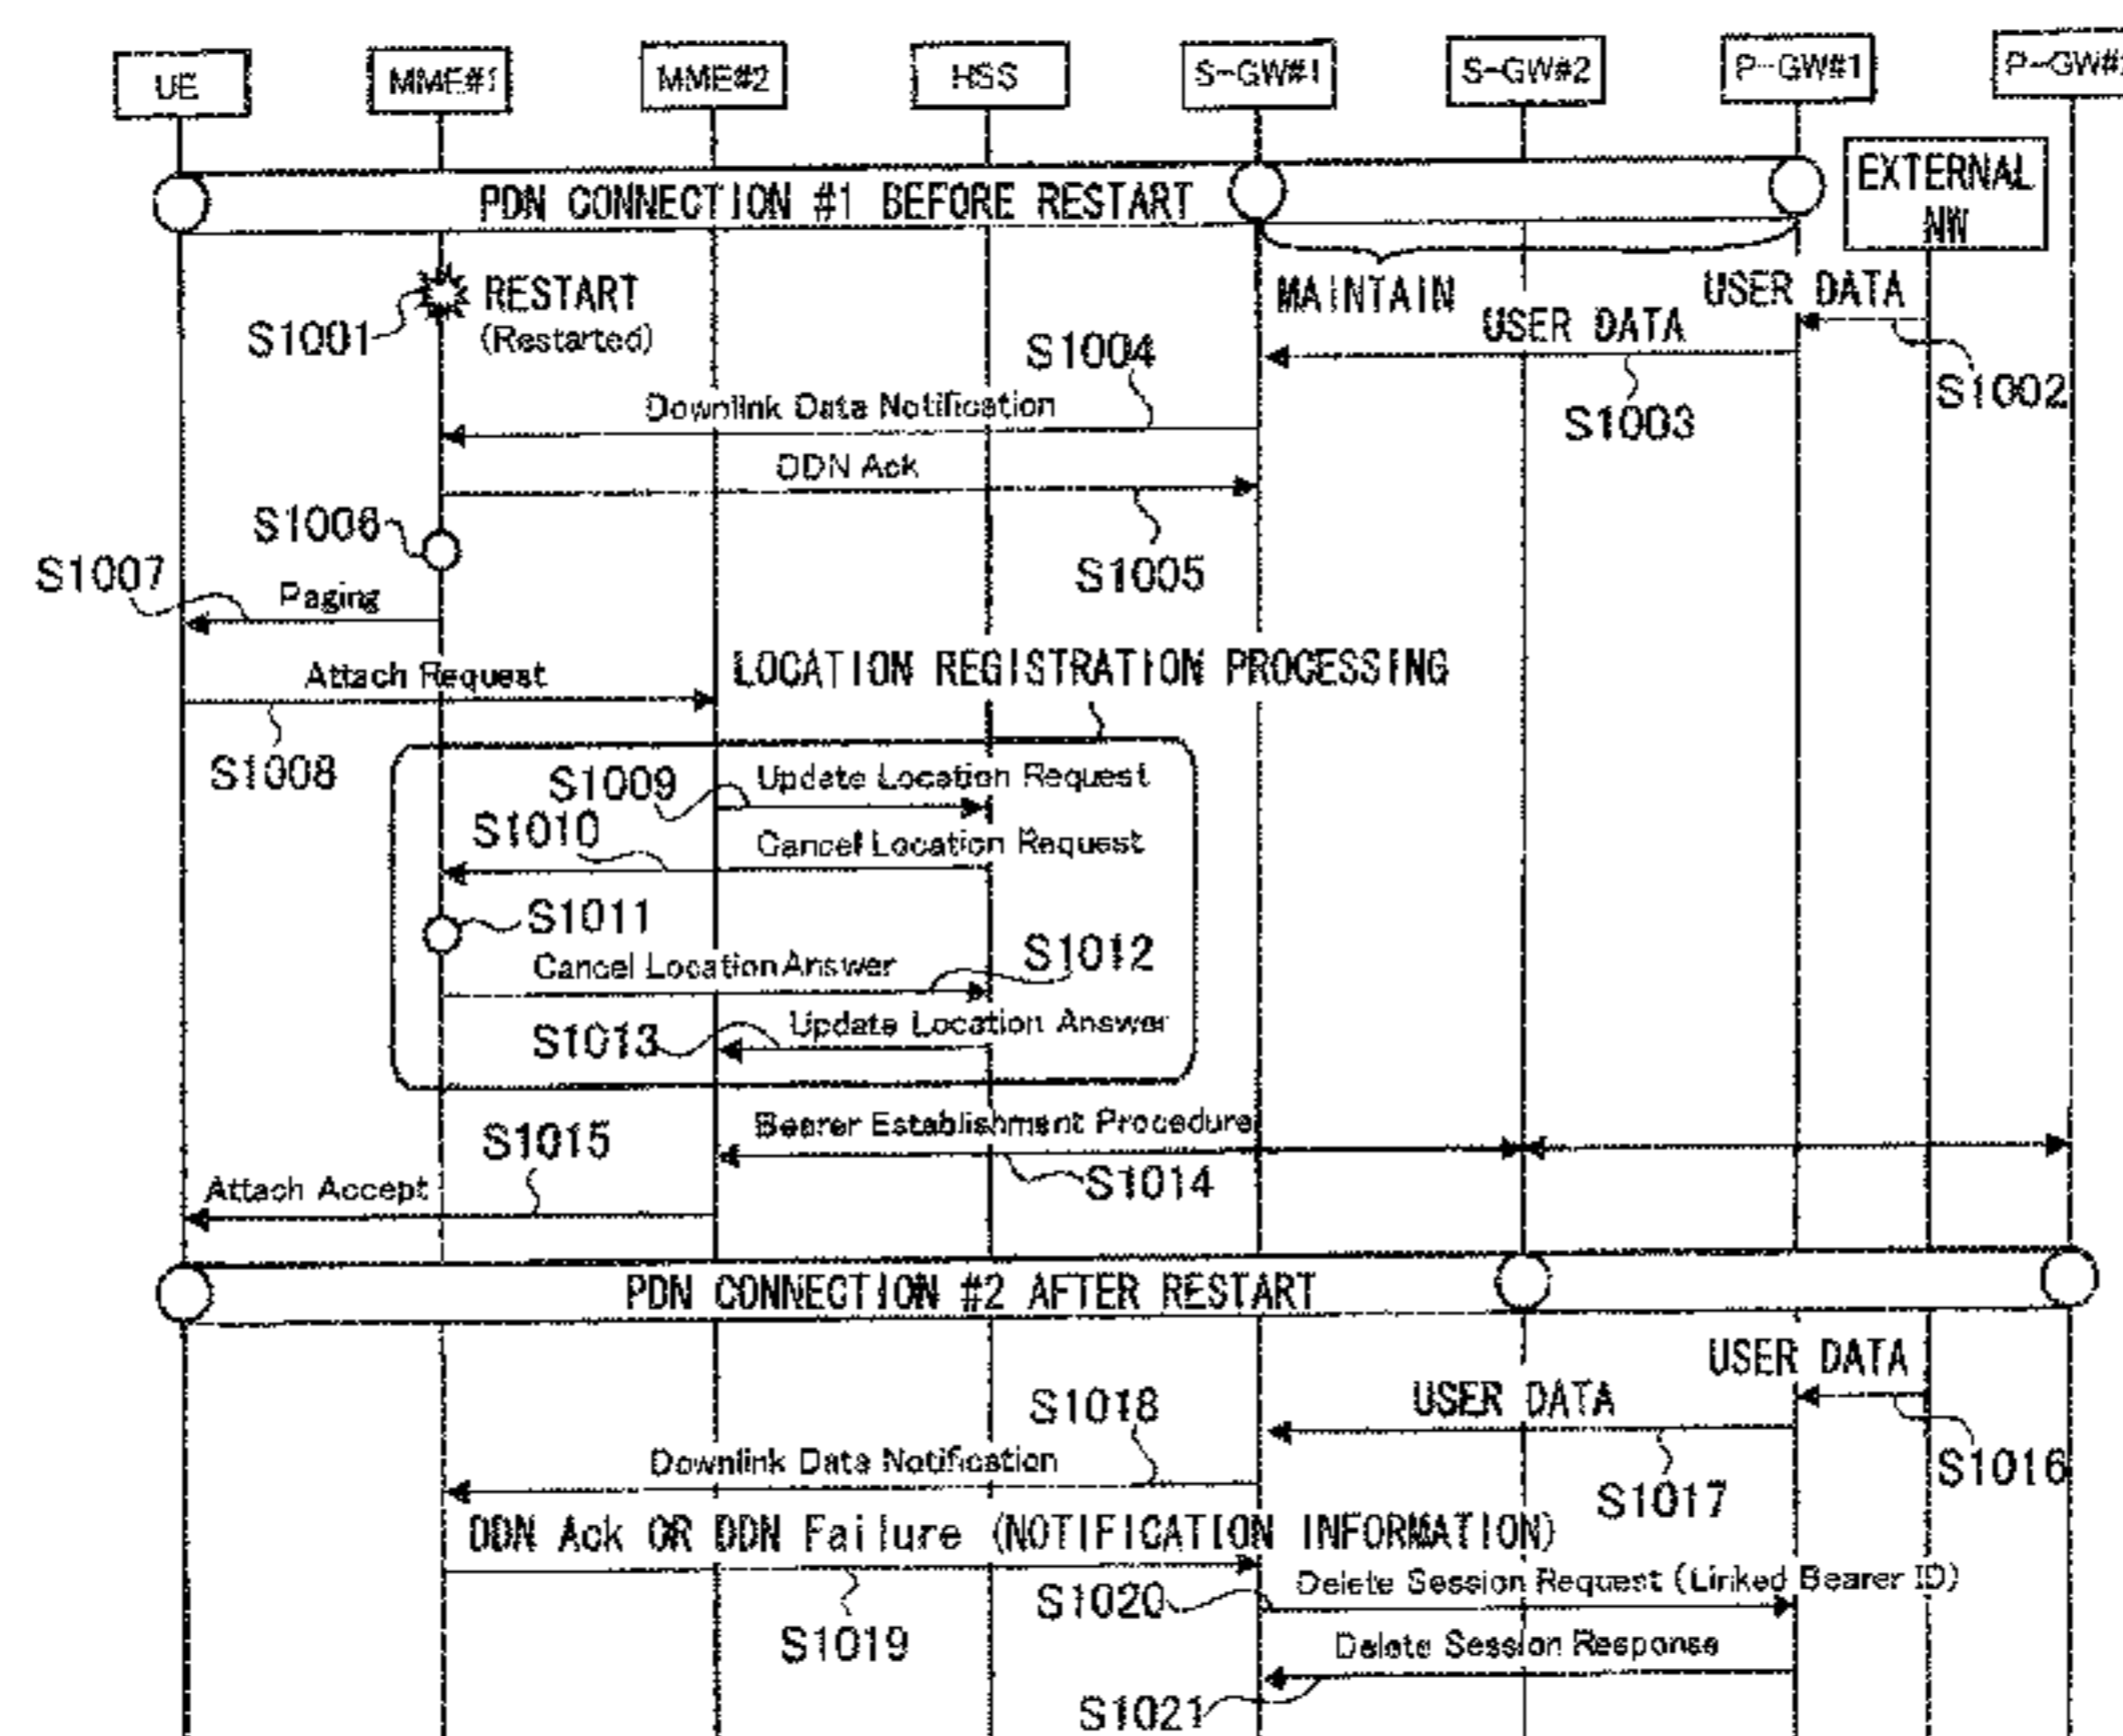 UE
MME#1
MME#2
HSS
S-GW#1
S-GW#2
P-GW#1
P-GW#
EXTERNAL
NW
PDN CONNECTION #1 BEFORE RESTART
RESTART
(Restarted)
S1001
MAINTAIN
USER DATA
S1002
USER DATA
S1003
S1004
Downlink Data Notification
DDN Ack
S1005
S1006
S1007
Paging
Attach Request
S1008
LOCATION REGISTRATION PROCESSING
S1009
Update Location Request
S1010
Cancel Location Request
S1011
Cancel Location Answer
S1012
S1013
Update Location Answer
Bearer Establishment Procedure
S1014
S1015
Attach Accept
PDN CONNECTION #2 AFTER RESTART
USER DATA
S1016
USER DATA
S1017
S1018
Downlink Data Notification
DDN Ack OR DDN Failure (NOTIFICATION INFORMATION)
S1019
S1020
Delete Session Request (Linked Bearer ID)
Delete Session Response
S1021